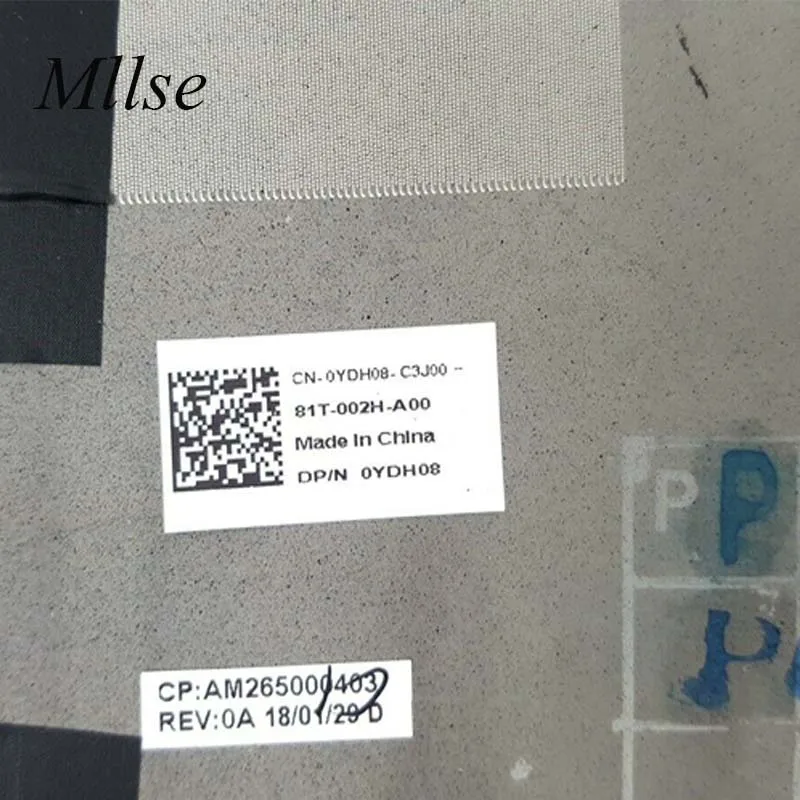 Mllse
CN-0YDH08-C3J00--
81T-002H-A00
Made In China
DP/N 0YDH08
P P
P
CP:AM265000403
REV:0A 18/01/29 D